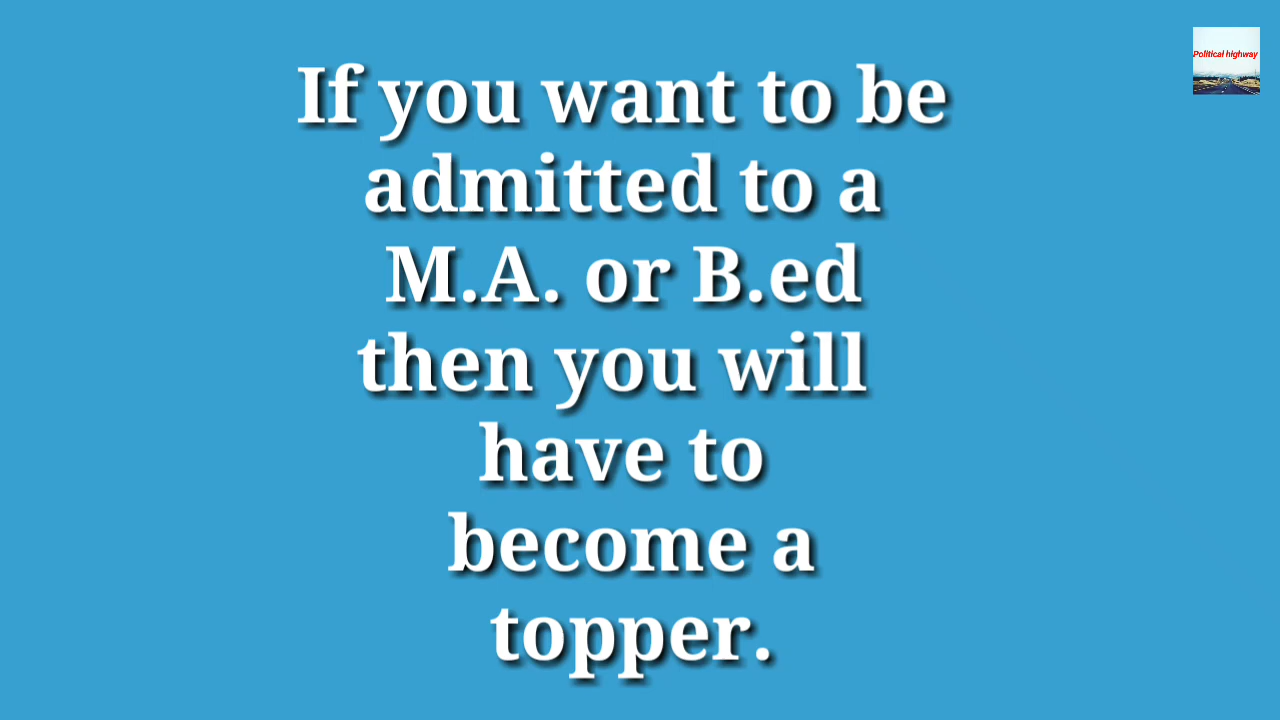 Political highway
If you want to be
admitted to a
M.A. or B.ed
then you will
have to
become a
topper.